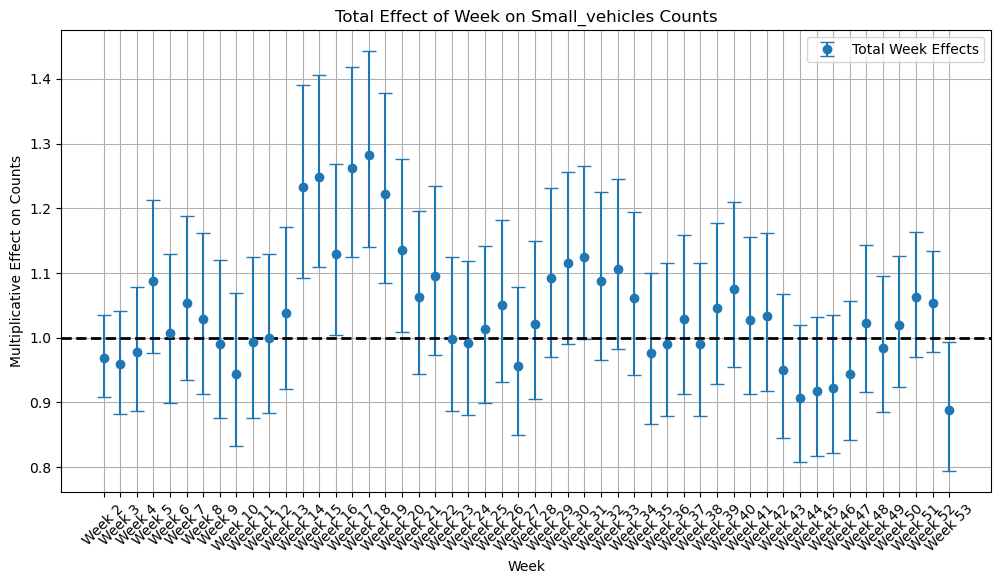 Total Effect of Week on Small_vehicles Counts
Total Week Effects
Multiplicative Effect on Counts
1.4
1.3
1.2
1.1
1.0
0.9
0.8
Week 2
Week 3
Week 4
Week 5
Week 6
Week 7
Week 8
Week 9
Week 10
Week 11
Week 12
Week 13
Week 14
Week 15
Week 16
Week 17
Week 18
Week 19
Week 20
Week 21
Week 22
Week 23
Week 24
Week 25
Week 26
Week 27
Week 28
Week 29
Week 30
Week 31
Week 32
Week 33
Week 34
Week 35
Week 36
Week 37
Week 38
Week 39
Week 40
Week 41
Week 42
Week 43
Week 44
Week 45
Week 46
Week 47
Week 48
Week 49
Week 50
Week 51
Week 52
Week 53
Week